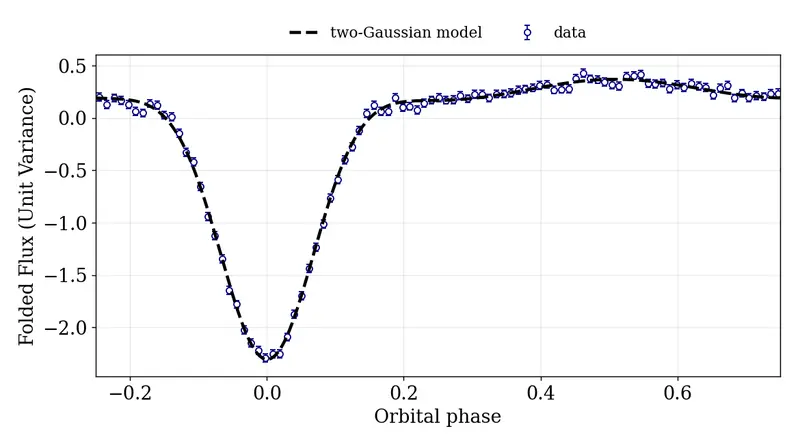 two-Gaussian model
data
0.5
0.0
−0.5
−1.0
−1.5
−2.0
Folded Flux (Unit Variance)
−0.2
0.0
0.2
0.4
0.6
Orbital phase